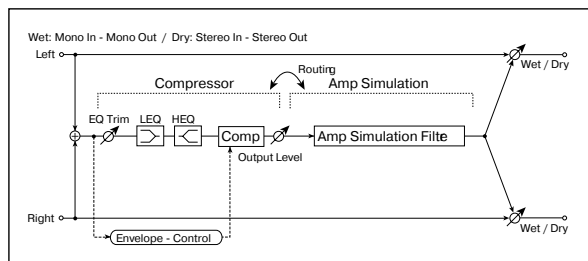 Wet: Mono In - Mono Out / Dry: Stereo In - Stereo Out
Left
Wet / Dry
Routing
Compressor
Amp Simulation
EQ Trim
LEQ
HEQ
Comp
Amp Simulation Filte
Output Level
Right
Wet / Dry
Envelope - Control